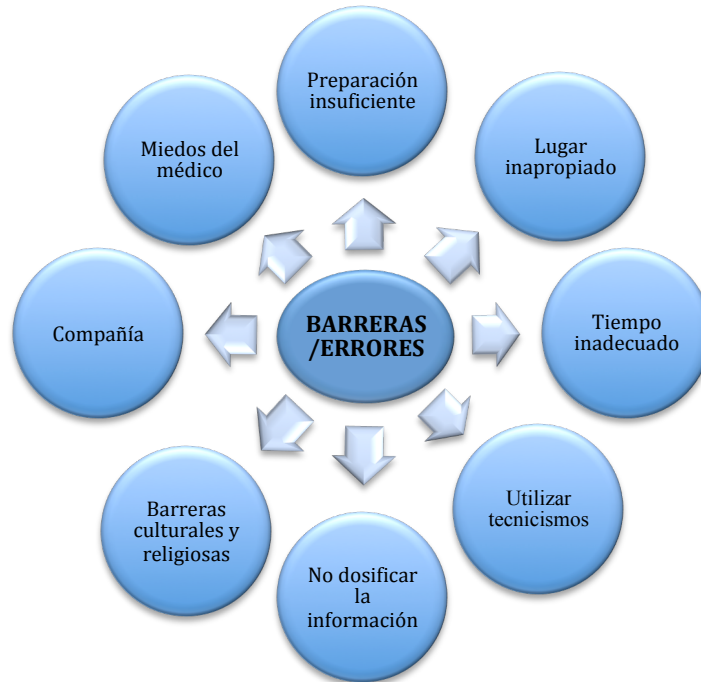 Preparación
insuficiente
Lugar
inapropiado
Tiempo
inadecuado
Utilizar
tecnicismos
No dosificar
la
información
Barreras
culturales y
religiosas
Compañía
Miedos del
médico
BARRERAS
/ERRORES